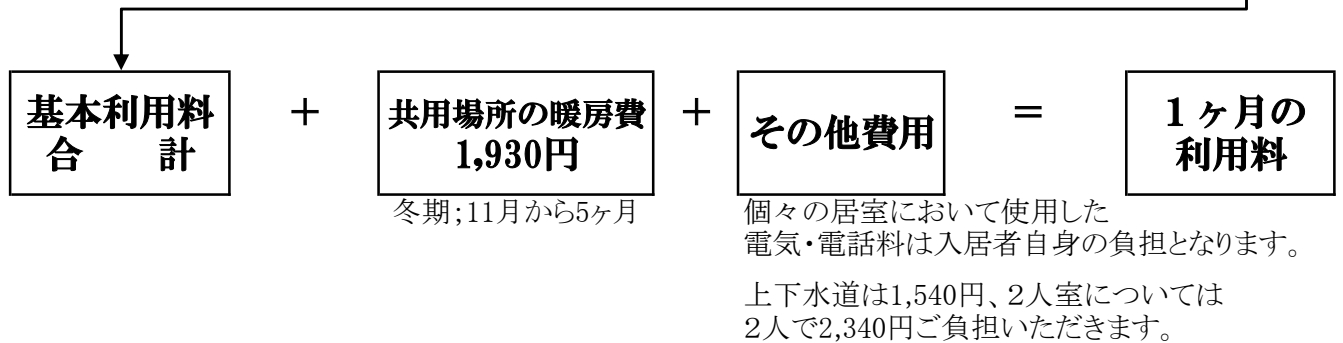 基本利用料
合　計
＋
共用場所の暖房費
1,930円
＋
その他費用
＝
１ヶ月の
利用料
冬期;11月から5ヶ月
個々の居室において使用した
電気・電話料は入居者自身の負担となります。
上下水道は1,540円、２人室については
２人で2,340円ご負担いただきます。